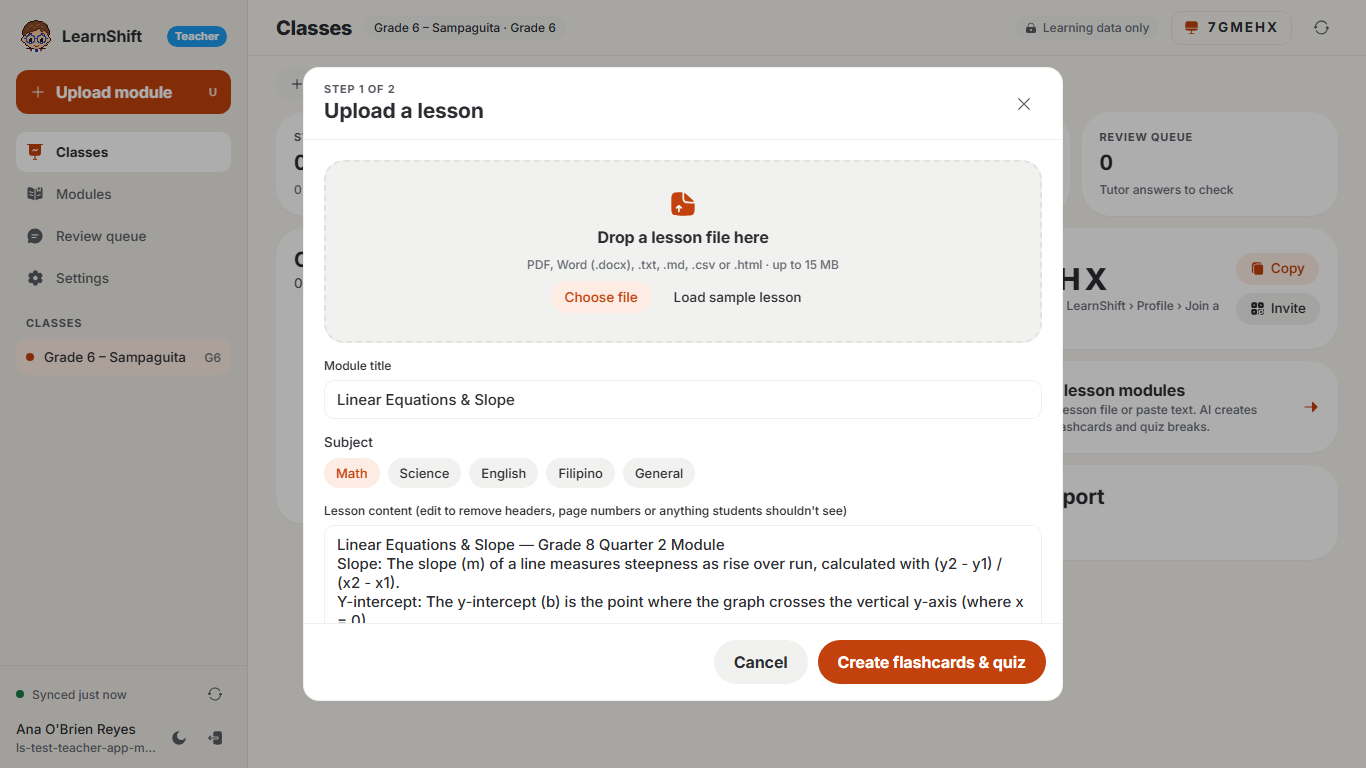 LearnShift
Teacher
Upload module
U
Classes
Modules
Review queue
Settings
CLASSES
Grade 6 – Sampaguita
G6
Synced just now
Ana O'Brien Reyes
ls-test-teacher-app-m...
Classes
Grade 6 – Sampaguita · Grade 6
Learning data only
7GMEHX
STEP 1 OF 2
Upload a lesson
Drop a lesson file here
PDF, Word (.docx), .txt, .md, .csv or .html · up to 15 MB
Choose file
Load sample lesson
Module title
Linear Equations & Slope
Subject
Math
Science
English
Filipino
General
Lesson content (edit to remove headers, page numbers or anything students shouldn't see)
Linear Equations & Slope — Grade 8 Quarter 2 Module
Slope: The slope (m) of a line measures steepness as rise over run, calculated with (y2 - y1) /
(x2 - x1).
Y-intercept: The y-intercept (b) is the point where the graph crosses the vertical y-axis (where x
= 0)
Cancel
Create flashcards & quiz
REVIEW QUEUE
0
Tutor answers to check
HX
Copy
LearnShift › Profile › Join a
Invite
lesson modules
lesson file or paste text. AI creates
and quiz breaks.